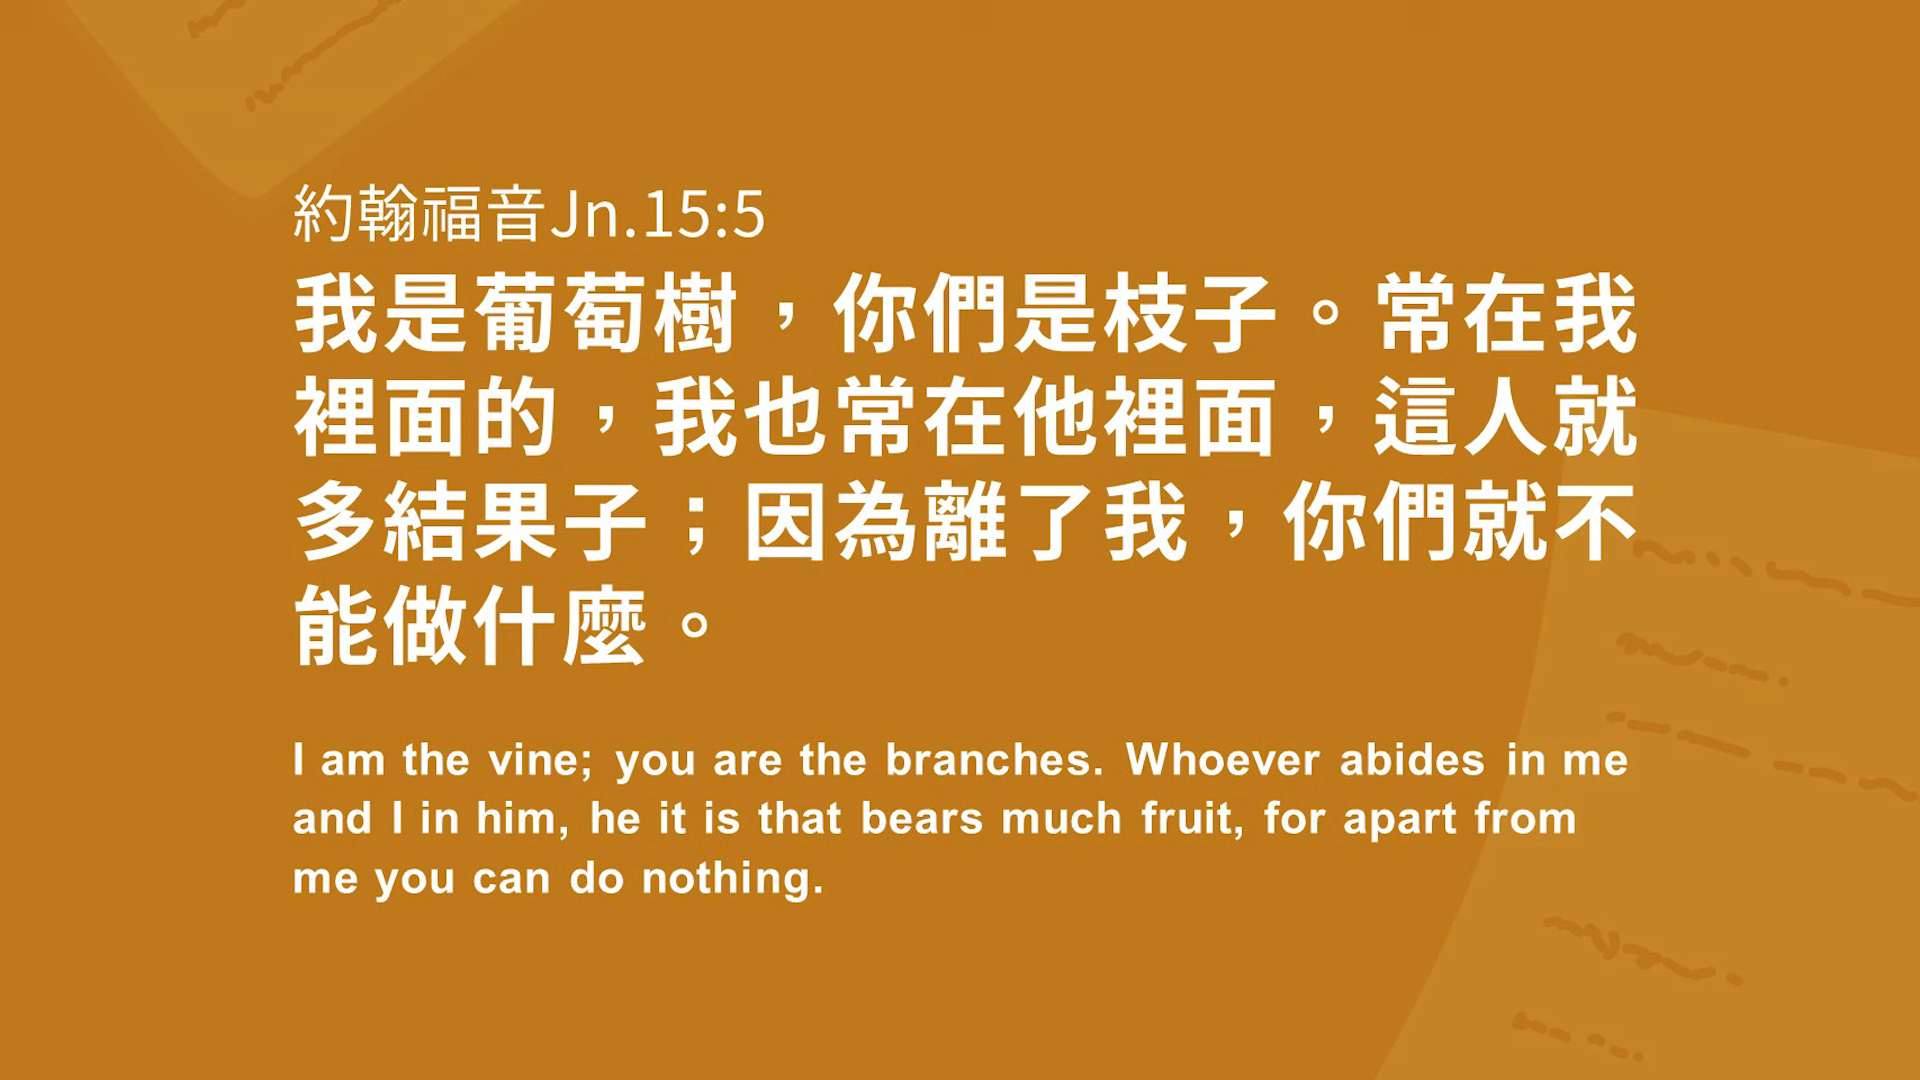 約翰福音Jn.15:5
我是葡萄樹，你們是枝子。常在我
裡面的，我也常在他裡面，這人就
多結果子；因為離了我，你們就不
能做什麼。
I am the vine; you are the branches. Whoever abides in me
and I in him, he it is that bears much fruit, for apart from
me you can do nothing.